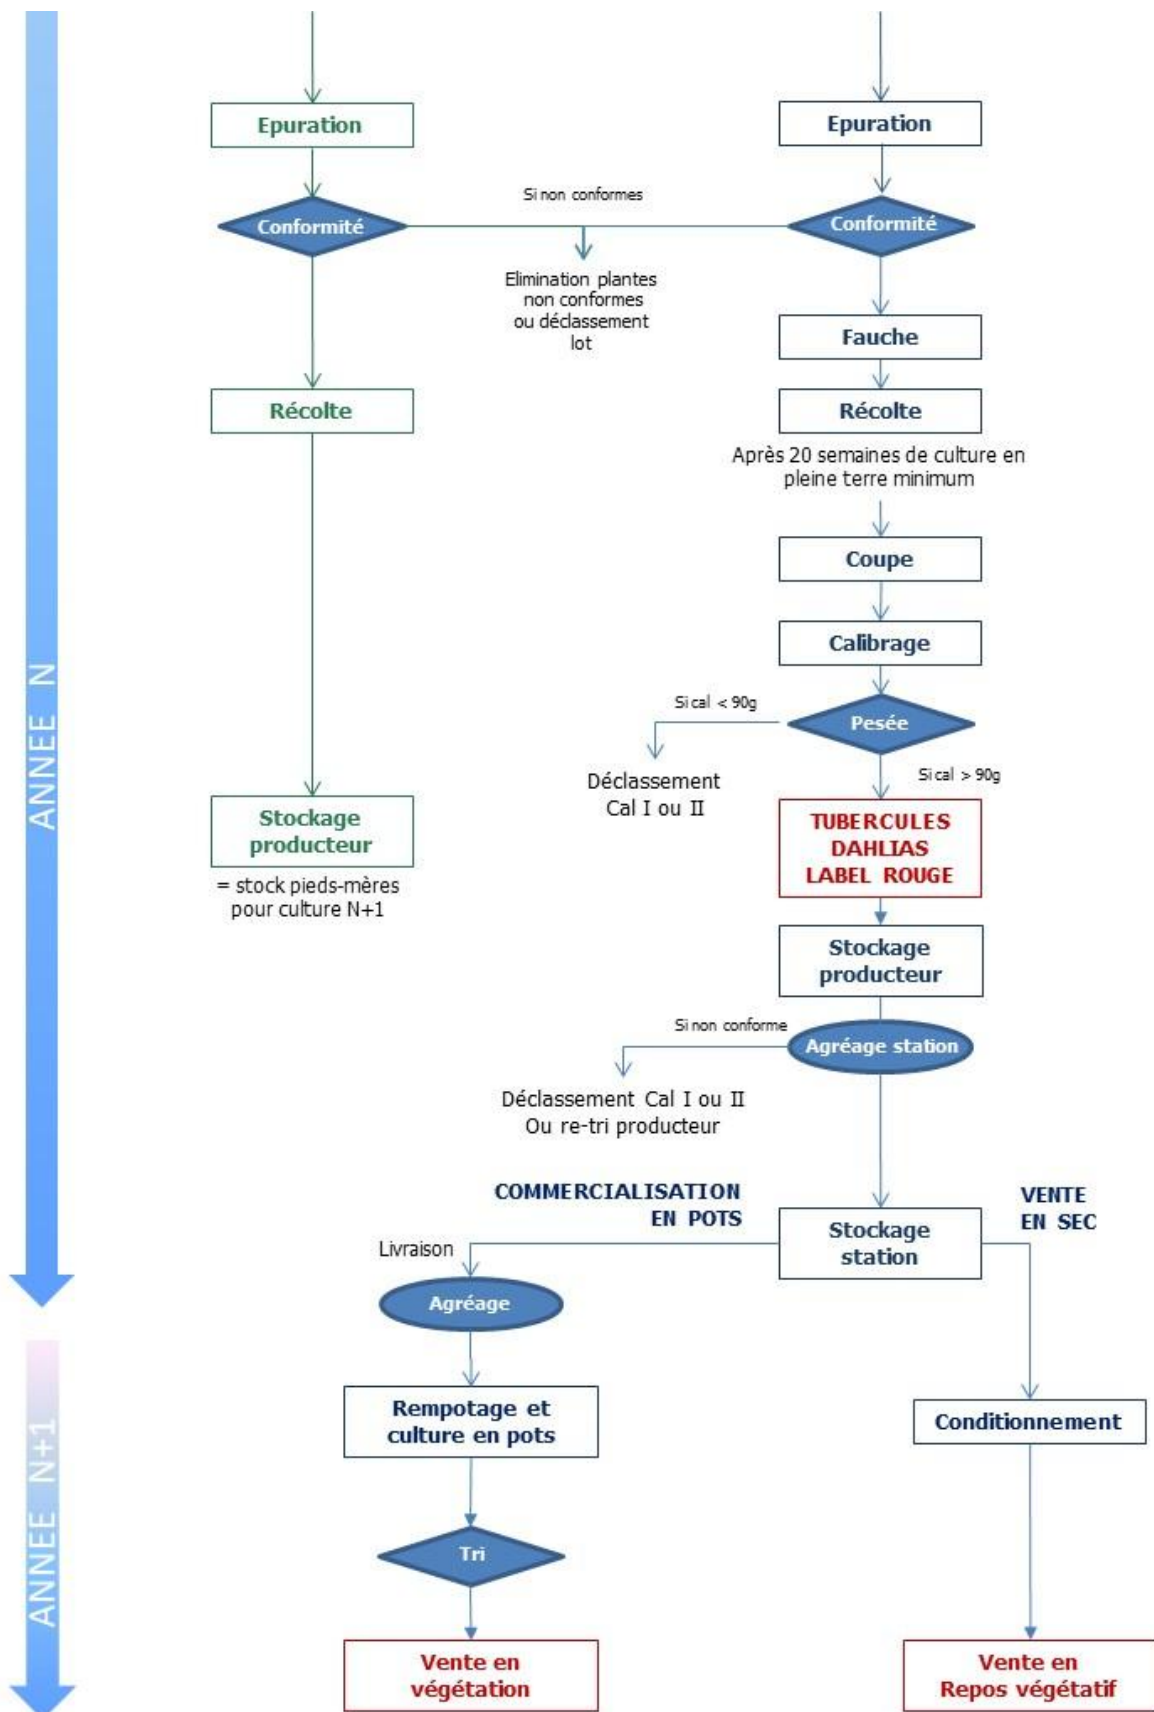 Epuration
Epuration
Si non conformes
Conformité
Conformité
Elimination plantes
non conformes
ou déclassement
lot
Fauche
Récolte
Récolte
Après 20 semaines de culture en
pleine terre minimum
Coupe
Calibrage
Si cal < 90g
Pesée
Si cal > 90g
Déclassement
Cal I ou II
ANNEE N
Stockage
producteur
= stock pieds-mères
pour culture N+1
TUBERCULES
DAHLIAS
LABEL ROUGE
Stockage
producteur
Si non conforme
Agréage station
Déclassement Cal I ou II
Ou re-tri producteur
COMMERCIALISATION
EN POTS
VENTE
EN SEC
Stockage
station
Livraison
Agréage
ANNEE N+1
Rempotage et
culture en pots
Conditionnement
Tri
Vente en
végétation
Vente en
Repos végétatif